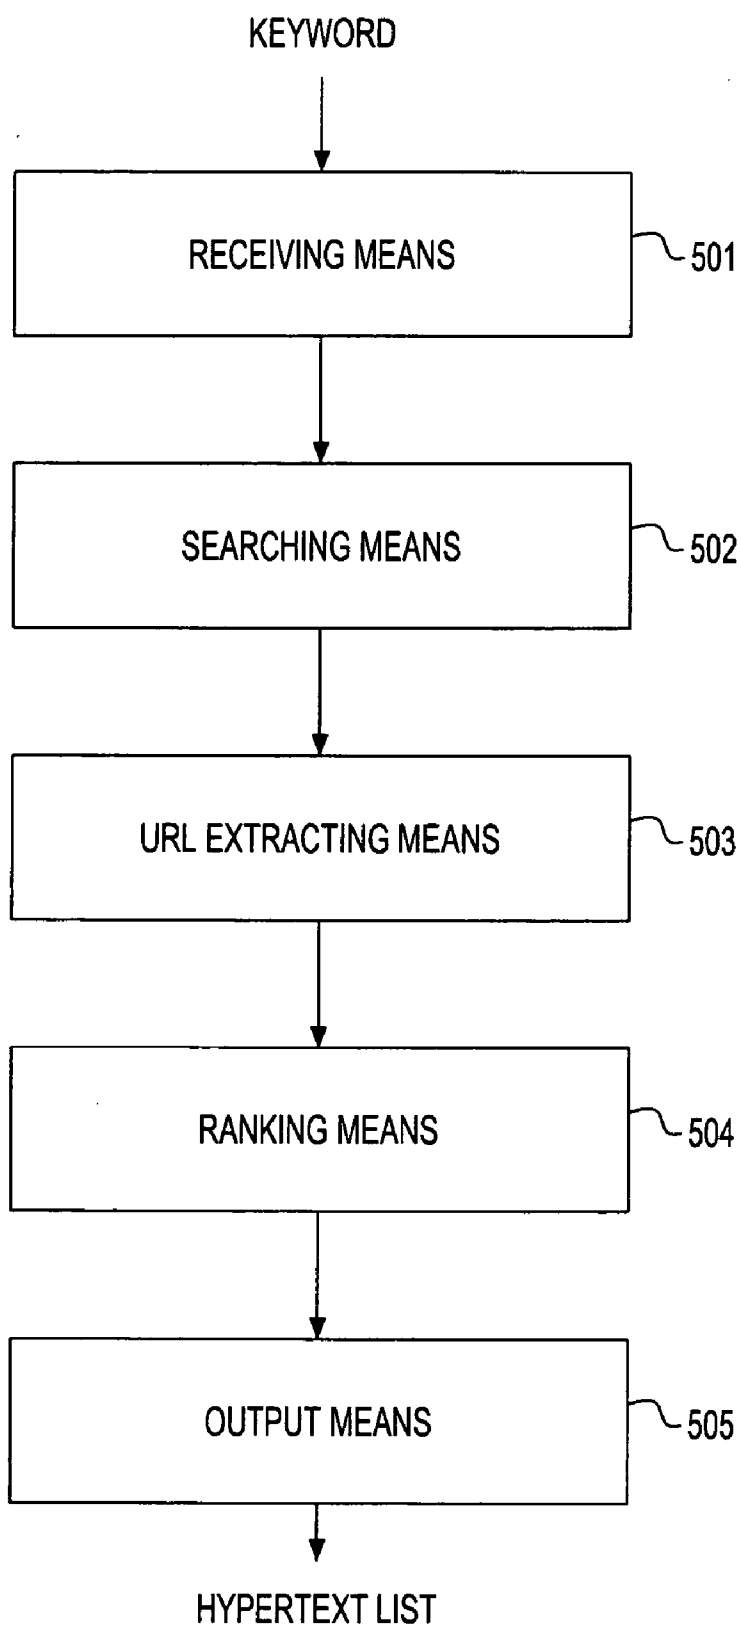 KEYWORD
RECEIVING MEANS
501
SEARCHING MEANS
502
URL EXTRACTING MEANS
503
RANKING MEANS
504
OUTPUT MEANS
505
HYPERTEXT LIST